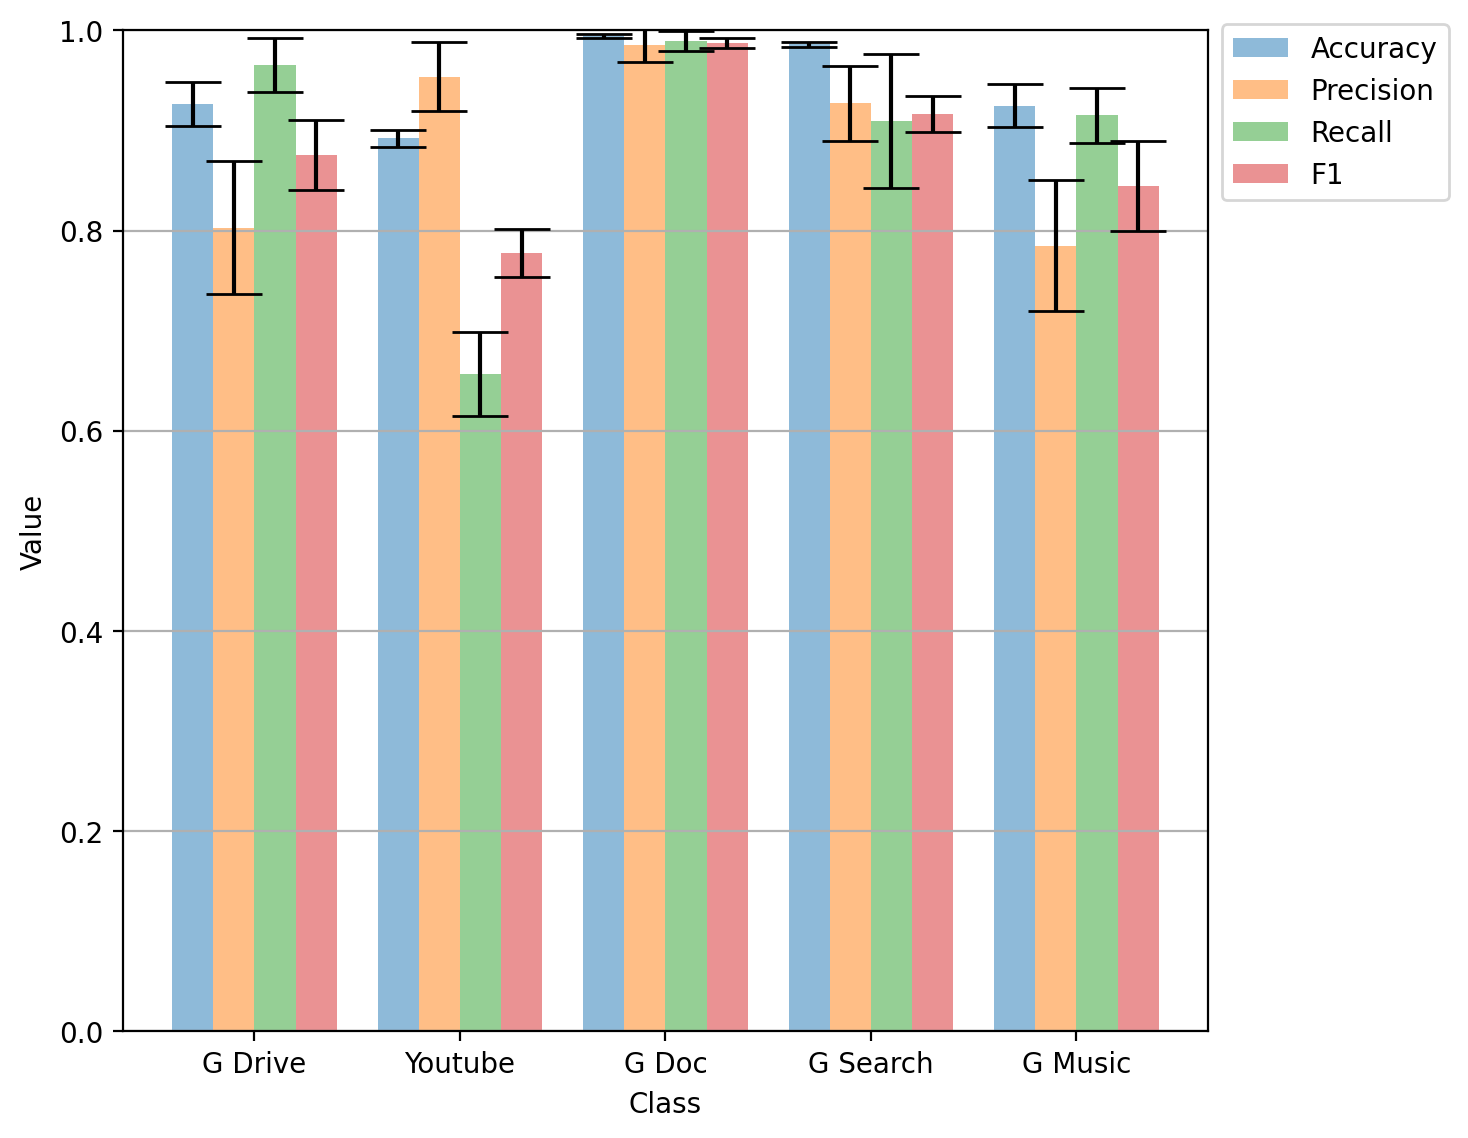 1.0
0.8
0.6
0.4
0.2
0.0
Value
G Drive
Youtube
G Doc
G Search
G Music
Class
Accuracy
Precision
Recall
F1